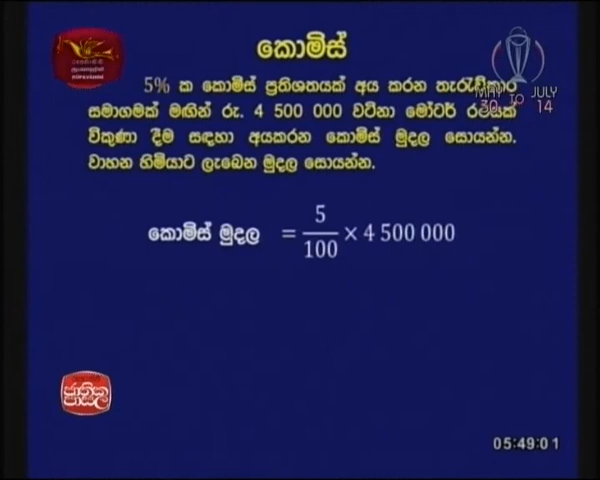 කොමිස්
5% ක කොමිස් ප්‍රතිශතයක් අය කරන තැරැව්කාර
සමාගමක් මඟින් රු. 4 500 000 වටිනා මෝටර් රථයක්
විකුණා දීම සඳහා අයකරන කොමිස් මුදල සොයන්න.
වාහන හිමියාට ලැබෙන මුදල සොයන්න.
MAY TO JULY
30 14
කොමිස් මුදල = 5/100 × 4 500 000
ජාතික
පාසල
05:49:01